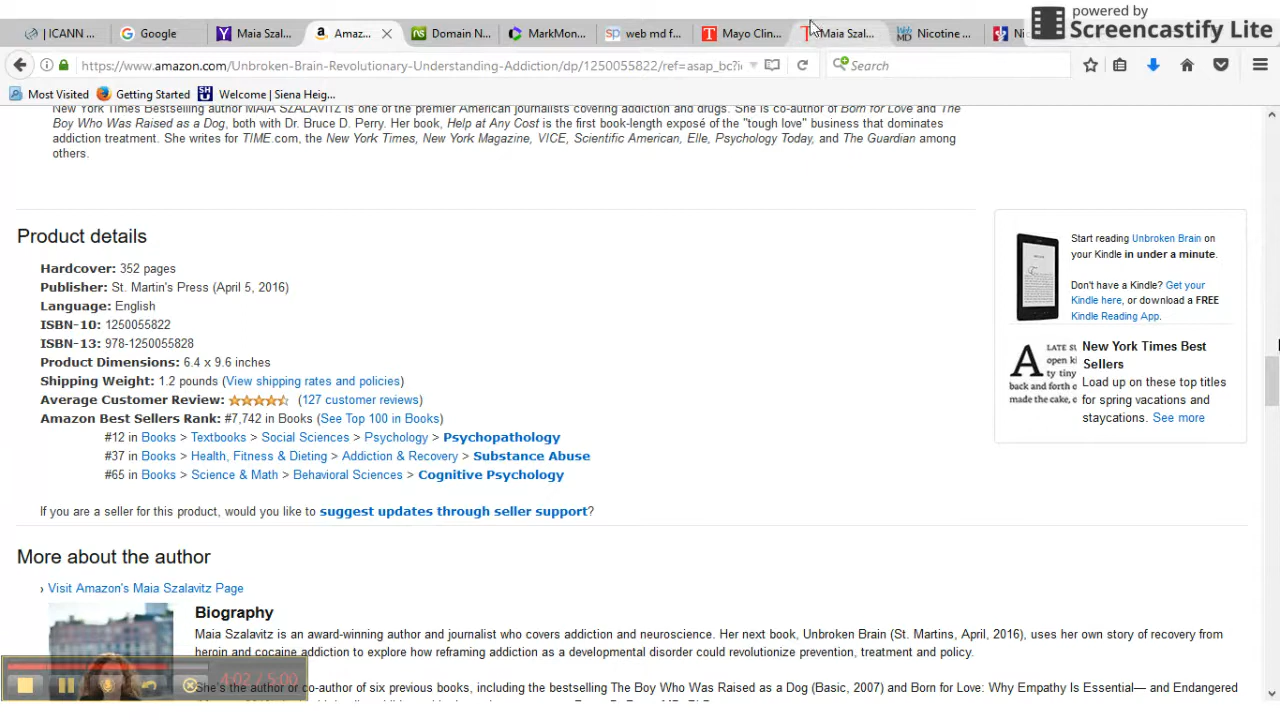 powered by
Screencastify Lite
| ICANN ...
Google
Maia Szal...
Amaz...
Domain N...
MarkMon...
web md f...
Mayo Clin...
Maia Szal...
Nicotine ...
Ni
https://www.amazon.com/Unbroken-Brain-Revolutionary-Understanding-Addiction/dp/1250055822/ref=asap_bc?i
Search
Most Visited
Getting Started
Welcome | Siena Heig...
New York Times Bestselling author MAIA SZALAVITZ is one of the premier American journalists covering addiction and drugs. She is co-author of Born for Love and The
Boy Who Was Raised as a Dog, both with Dr. Bruce D. Perry. Her book, Help at Any Cost is the first book-length exposé of the "tough love" business that dominates
addiction treatment. She writes for TIME.com, the New York Times, New York Magazine, VICE, Scientific American, Elle, Psychology Today, and The Guardian among
others.
Product details
Hardcover: 352 pages
Publisher: St. Martin's Press (April 5, 2016)
Language: English
ISBN-10: 1250055822
ISBN-13: 978-1250055828
Product Dimensions: 6.4 x 9.6 inches
Shipping Weight: 1.2 pounds (View shipping rates and policies)
Average Customer Review: (127 customer reviews)
Amazon Best Sellers Rank: #7,742 in Books (See Top 100 in Books)
#12 in Books > Textbooks > Social Sciences > Psychology > Psychopathology
#37 in Books > Health, Fitness & Dieting > Addiction & Recovery > Substance Abuse
#65 in Books > Science & Math > Behavioral Sciences > Cognitive Psychology
If you are a seller for this product, would you like to suggest updates through seller support?
Start reading Unbroken Brain on
your Kindle in under a minute.
Don't have a Kindle? Get your
Kindle here, or download a FREE
Kindle Reading App.
A LATE
open
ty tiny
back and forth
made the cake,
New York Times Best
Sellers
Load up on these top titles
for spring vacations and
staycations. See more
More about the author
› Visit Amazon's Maia Szalavitz Page
Biography
Maia Szalavitz is an award-winning author and journalist who covers addiction and neuroscience. Her next book, Unbroken Brain (St. Martins, April, 2016), uses her own story of recovery from
heroin and cocaine addiction to explore how reframing addiction as a developmental disorder could revolutionize prevention, treatment and policy.
She's the author or co-author of six previous books, including the bestselling The Boy Who Was Raised as a Dog (Basic, 2007) and Born for Love: Why Empathy Is Essential— and Endangered
4:02 / 5:00